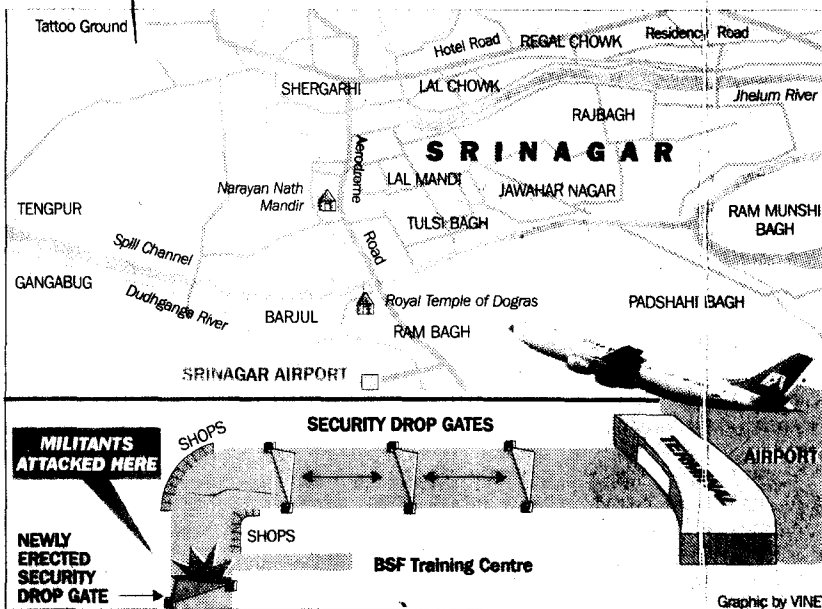 Tattoo Ground
Hotel Road
REGAL CHOWK
Residency Road
SHERGARHI
LAL CHOWK
Jhelum River
RAJBAGH
Aerodrome
Road
SRINAGAR
Narayan Nath
Mandir
LAL MANDI
JAWAHAR NAGAR
TENGPUR
TULSI BAGH
RAM MUNSHI
BAGH
Spill Channel
GANGABUG
Dudhganga River
BARJUL
Royal Temple of Dogras
PADSHAHI BAGH
RAM BAGH
SRINAGAR AIRPORT
SECURITY DROP GATES
MILITANTS
ATTACKED HERE
SHOPS
TERMINAL
AIRPORT
SHOPS
NEWLY
ERECTED
SECURITY
DROP GATE
BSF Training Centre
Graphic by VINE